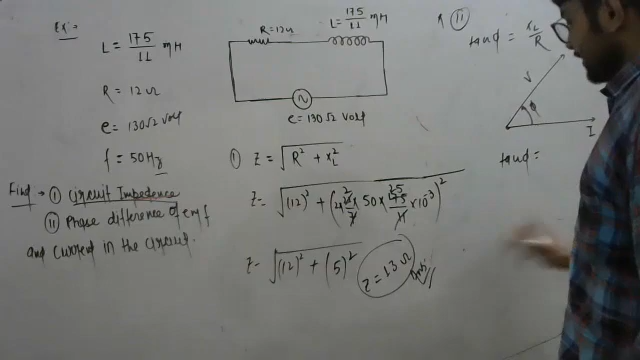 Ex:-
L = 175/11 mH
R = 12 Ω
e = 130√2 Volt
f = 50Hz
Find → (i) Circuit Impedence
(ii) Phase difference of emf
and current in the circuit.
R=12Ω
L = 175/11 mH
e = 130√2 Volt
(i) Z = √(R² + XL²)
Z = √((12)² + (2 × 22/7 × 50 × 175/11 × 10⁻³)²)
Z = √((12)² + (5)²)
Z = 13 Ω
Ans
(ii)
tanϕ = XL/R
V
ϕ
I
tanϕ =